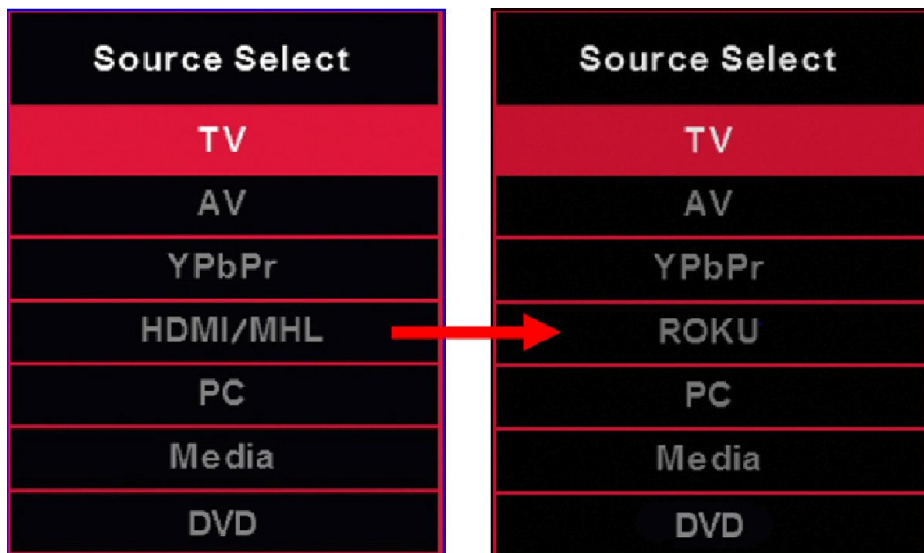 Source Select
TV
AV
YPbPr
HDMI/MHL
PC
Media
DVD
Source Select
TV
AV
YPbPr
ROKU
PC
Media
DVD